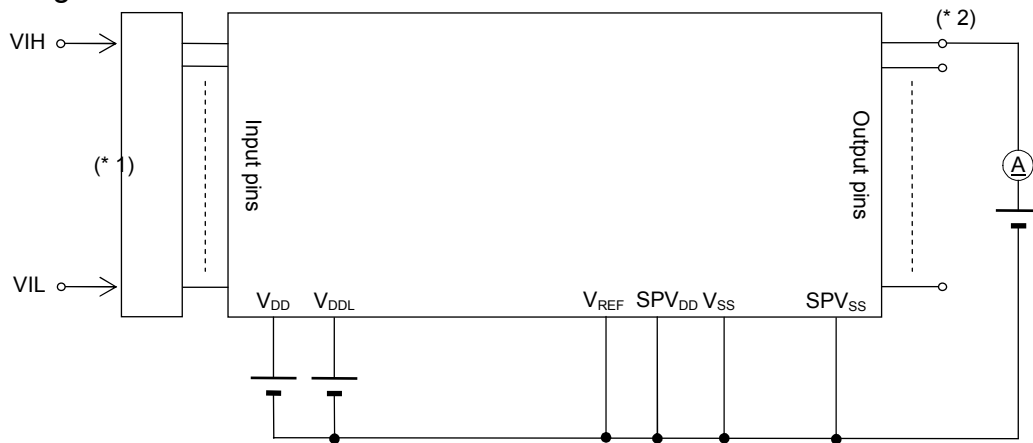 VIH
(* 2)
Input pins
Output pins
(* 1)
A
VIL
VDD
VDDL
VREF
SPVDD
VSS
SPVSS